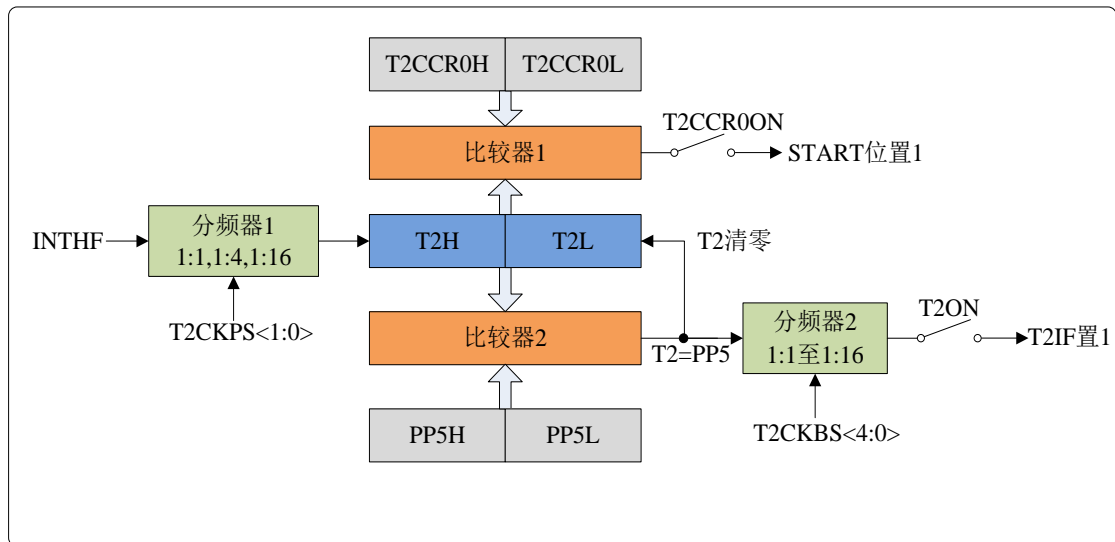 T2CCR0H T2CCR0L
T2CCR0ON
比较器1
START位置1
分频器1
1:1,1:4,1:16
INTHF
T2H T2L
T2清零
T2CKPS<1:0>
比较器2
T2=PP5
分频器2
1:1至1:16
T2ON
T2IF置1
PP5H PP5L
T2CKBS<4:0>